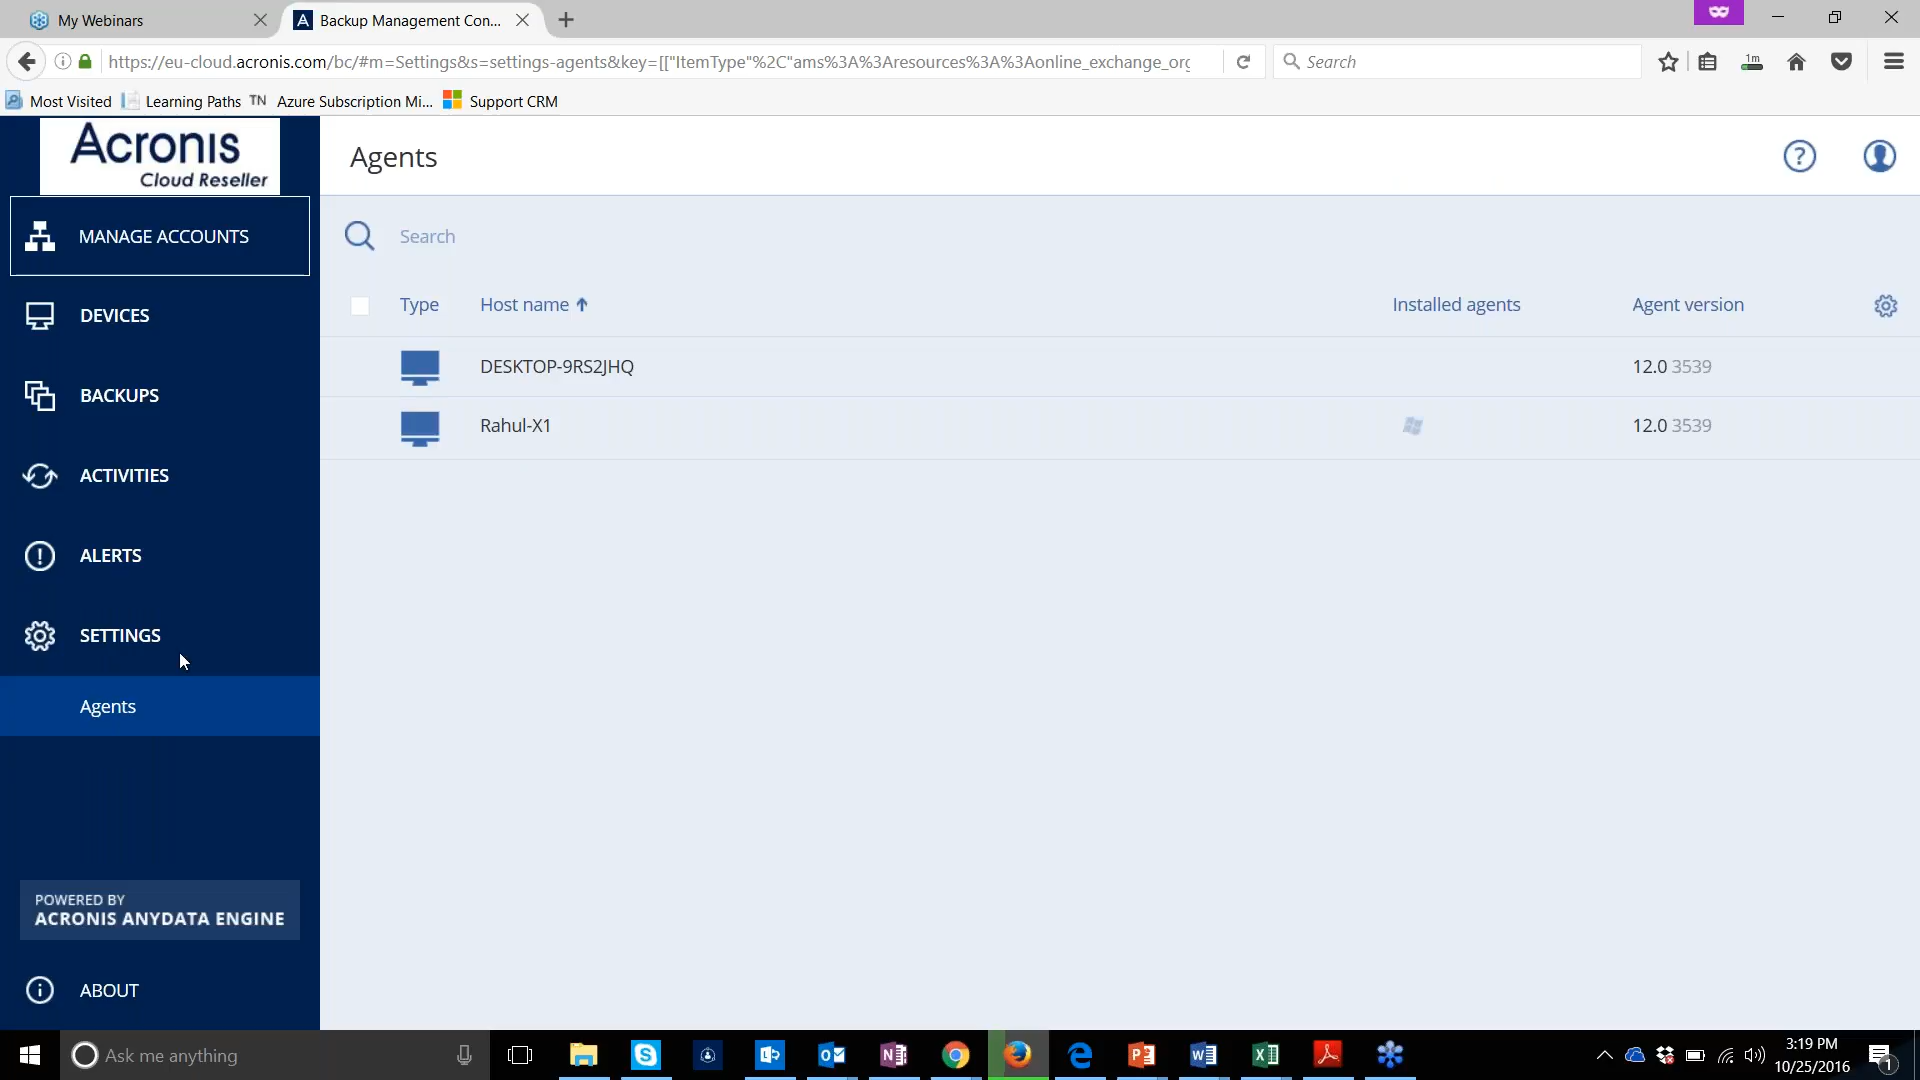 My Webinars
Backup Management Con...
https://eu-cloud.acronis.com/bc/#m=Settings&s=settings-agents&key=[["ItemType"%2C"ams%3A%3Aresources%3A%3Aonline_exchange_org
Search
Most Visited
Learning Paths
TN Azure Subscription Mi...
Support CRM
Acronis
Cloud Reseller
MANAGE ACCOUNTS
DEVICES
BACKUPS
ACTIVITIES
ALERTS
SETTINGS
Agents
POWERED BY
ACRONIS ANYDATA ENGINE
ABOUT
Agents
Search
Type Host name Installed agents Agent version
DESKTOP-9RS2JHQ 12.0 3539
Rahul-X1 12.0 3539
Ask me anything
3:19 PM
10/25/2016
1
1m